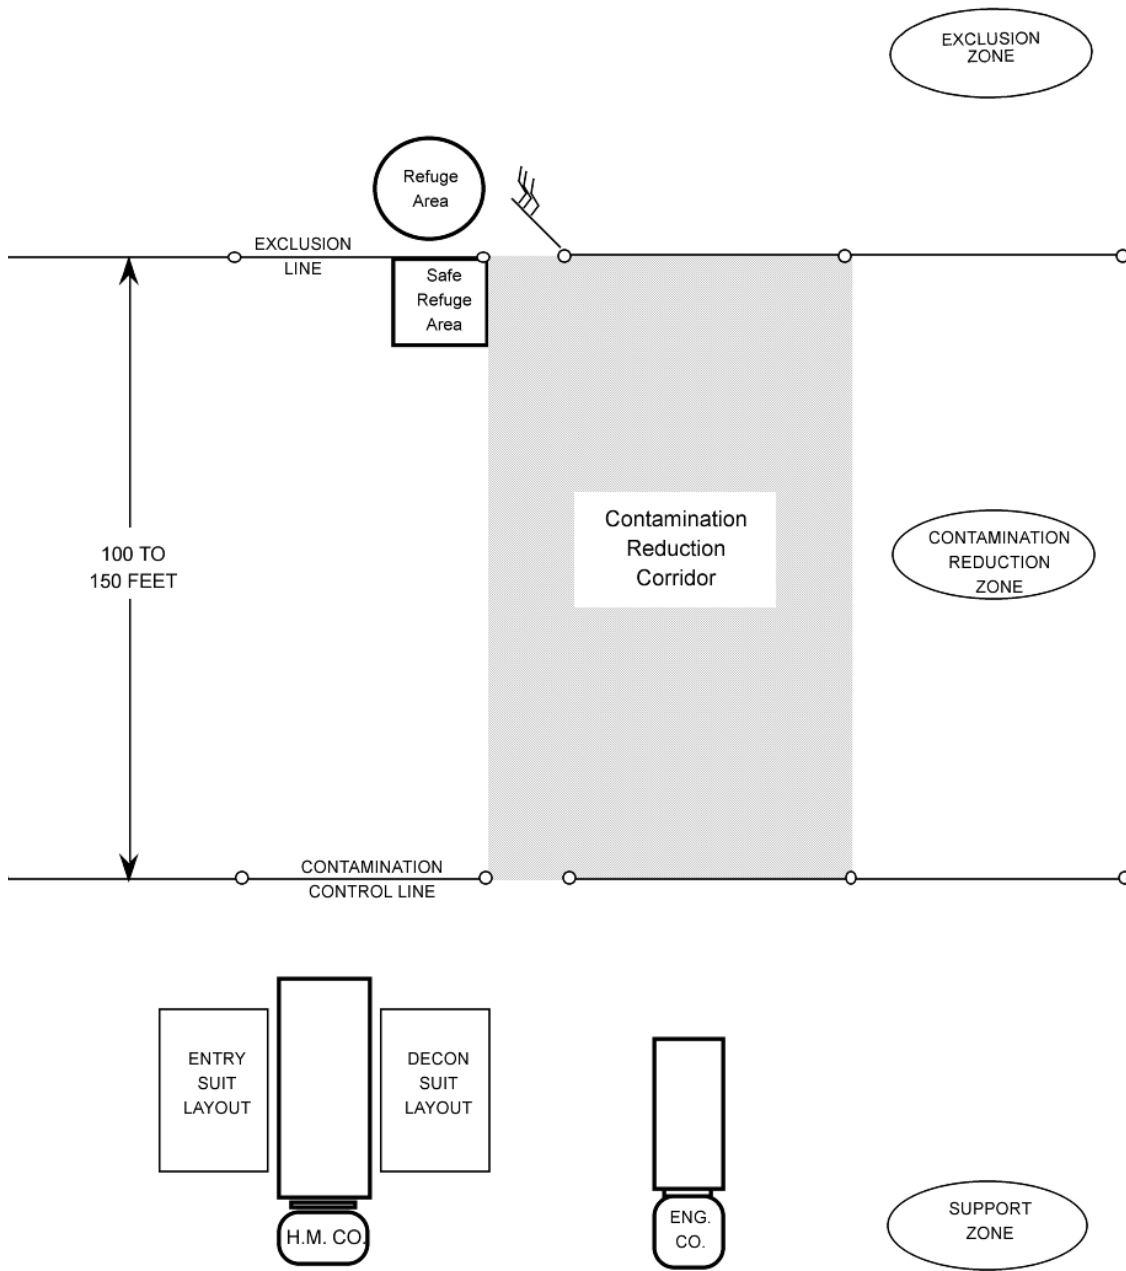 EXCLUSION
ZONE
Refuge
Area
EXCLUSION
LINE
Safe
Refuge
Area
Contamination
Reduction
Corridor
CONTAMINATION
REDUCTION
ZONE
100 TO
150 FEET
CONTAMINATION
CONTROL LINE
ENTRY
SUIT
LAYOUT
DECON
SUIT
LAYOUT
H.M. CO.
ENG.
CO.
SUPPORT
ZONE